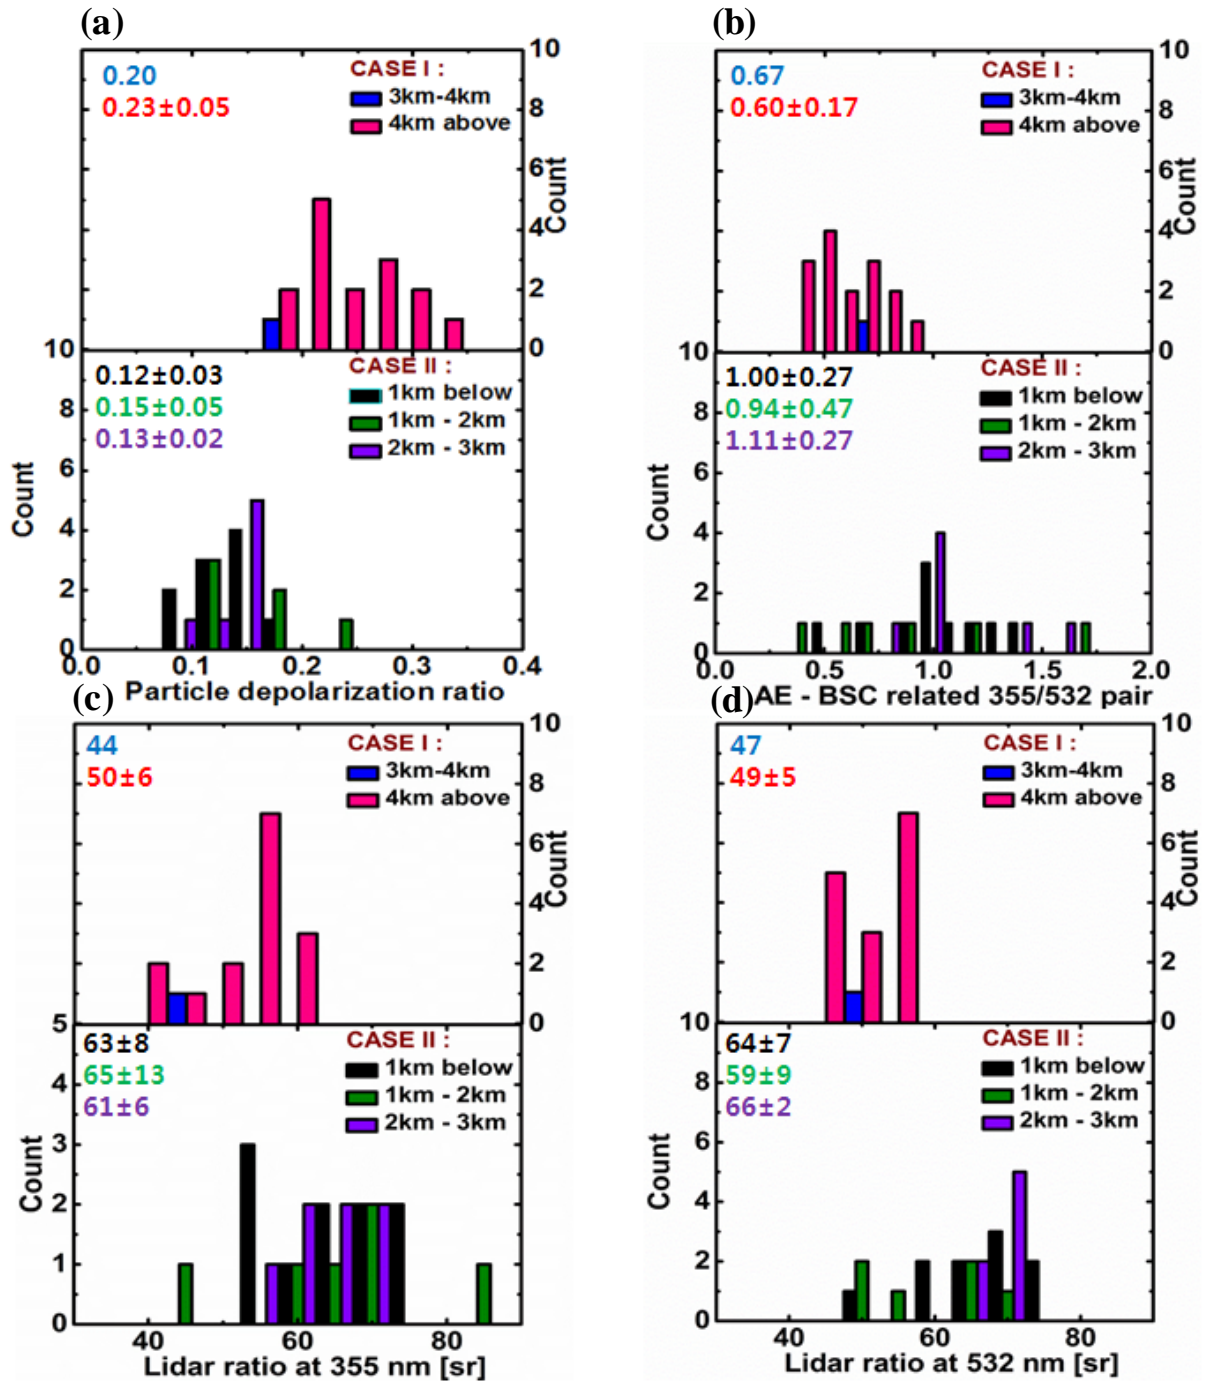 (a)
0.20
0.23±0.05
CASE I :
3km-4km
4km above
10
8
6
4
2
0
Count
10
0.12±0.03
0.15±0.05
0.13±0.02
CASE II :
1km below
1km - 2km
2km - 3km
8
6
4
2
0
Count
0.0 0.1 0.2 0.3 0.4
Particle depolarization ratio
(b)
0.67
0.60±0.17
CASE I :
3km-4km
4km above
10
8
6
4
2
0
Count
10
1.00±0.27
0.94±0.47
1.11±0.27
CASE II :
1km below
1km - 2km
2km - 3km
8
6
4
2
0
Count
0.0 0.5 1.0 1.5 2.0
AE - BSC related 355/532 pair
(c)
44
50±6
CASE I :
3km-4km
4km above
10
8
6
4
2
0
Count
5
63±8
65±13
61±6
CASE II :
1km below
1km - 2km
2km - 3km
4
3
2
1
0
Count
40 60 80
Lidar ratio at 355 nm [sr]
(d)
47
49±5
CASE I :
3km-4km
4km above
10
8
6
4
2
0
Count
10
64±7
59±9
66±2
CASE II :
1km below
1km - 2km
2km - 3km
8
6
4
2
0
Count
40 60 80
Lidar ratio at 532 nm [sr]